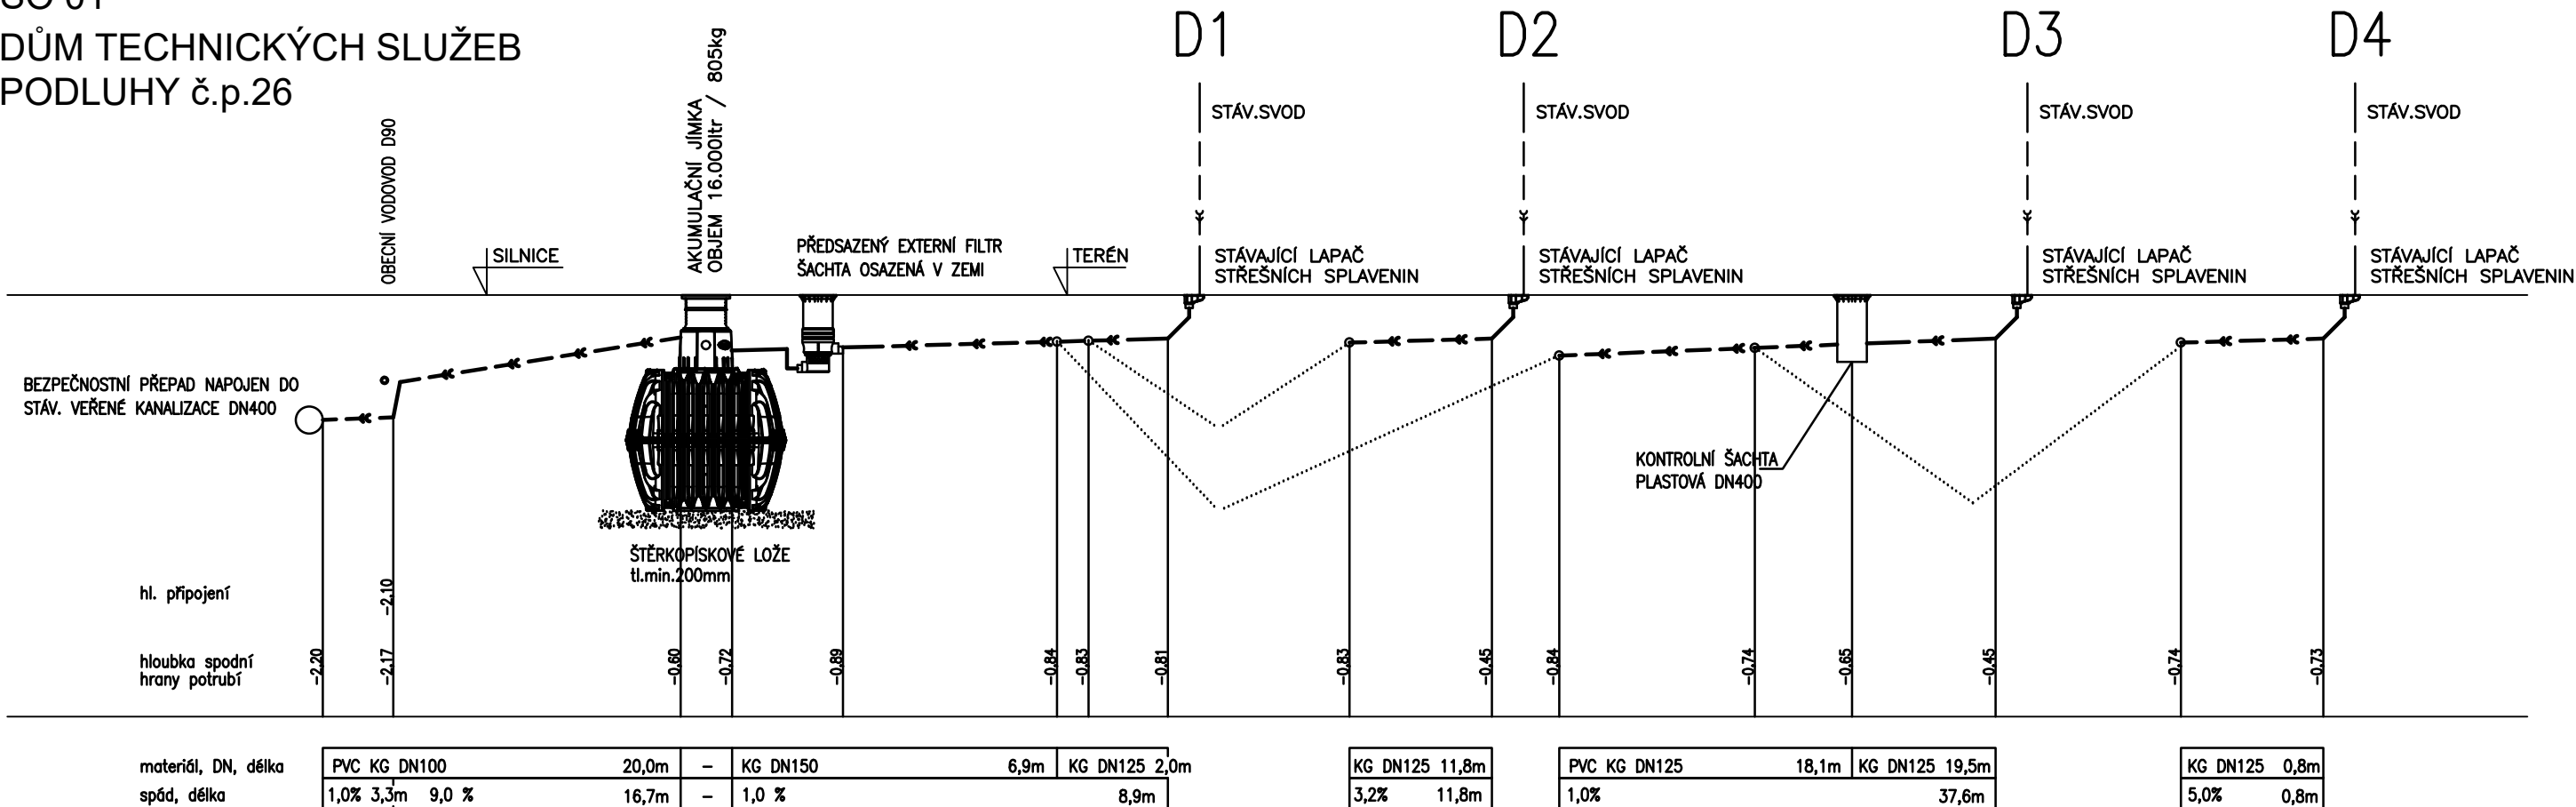 SO 01
DŮM TECHNICKÝCH SLUŽEB
PODLUHY č.p.26
D1
D2
D3
D4
STÁV.SVOD
STÁV.SVOD
STÁV.SVOD
STÁV.SVOD
OBECNÍ VODOVOD D90
AKUMULAČNÍ JÍMKA
OBJEM 16.000ltr / 805kg
SILNICE
PŘEDSAZENÝ EXTERNÍ FILTR
ŠACHTA OSAZENÁ V ZEMI
TERÉN
STÁVAJÍCÍ LAPAČ
STŘEŠNÍCH SPLAVENIN
STÁVAJÍCÍ LAPAČ
STŘEŠNÍCH SPLAVENIN
STÁVAJÍCÍ LAPAČ
STŘEŠNÍCH SPLAVENIN
STÁVAJÍCÍ LAPAČ
STŘEŠNÍCH SPLAVENIN
BEZPEČNOSTNÍ PŘEPAD NAPOJEN DO
STÁV. VEŘENÉ KANALIZACE DN400
KONTROLNÍ ŠACHTA
PLASTOVÁ DN400
ŠTĚRKOPÍSKOVÉ LOŽE
tl.min.200mm
hl. připojení
-2,10
hloubka spodní
hrany potrubí
-2,20
-2,17
-0,60
-0,72
-0,89
-0,84
-0,83
-0,81
-0,83
-0,45
-0,84
-0,74
-0,65
-0,45
-0,74
-0,73
materiál, DN, délka
PVC KG DN100 20,0m
-
KG DN150 6,9m
KG DN125 2,0m
KG DN125 11,8m
PVC KG DN125 18,1m
KG DN125 19,5m
KG DN125 0,8m
spád, délka
1,0% 3,3m
9,0 % 16,7m
-
1,0 % 8,9m
3,2% 11,8m
1,0% 37,6m
5,0% 0,8m